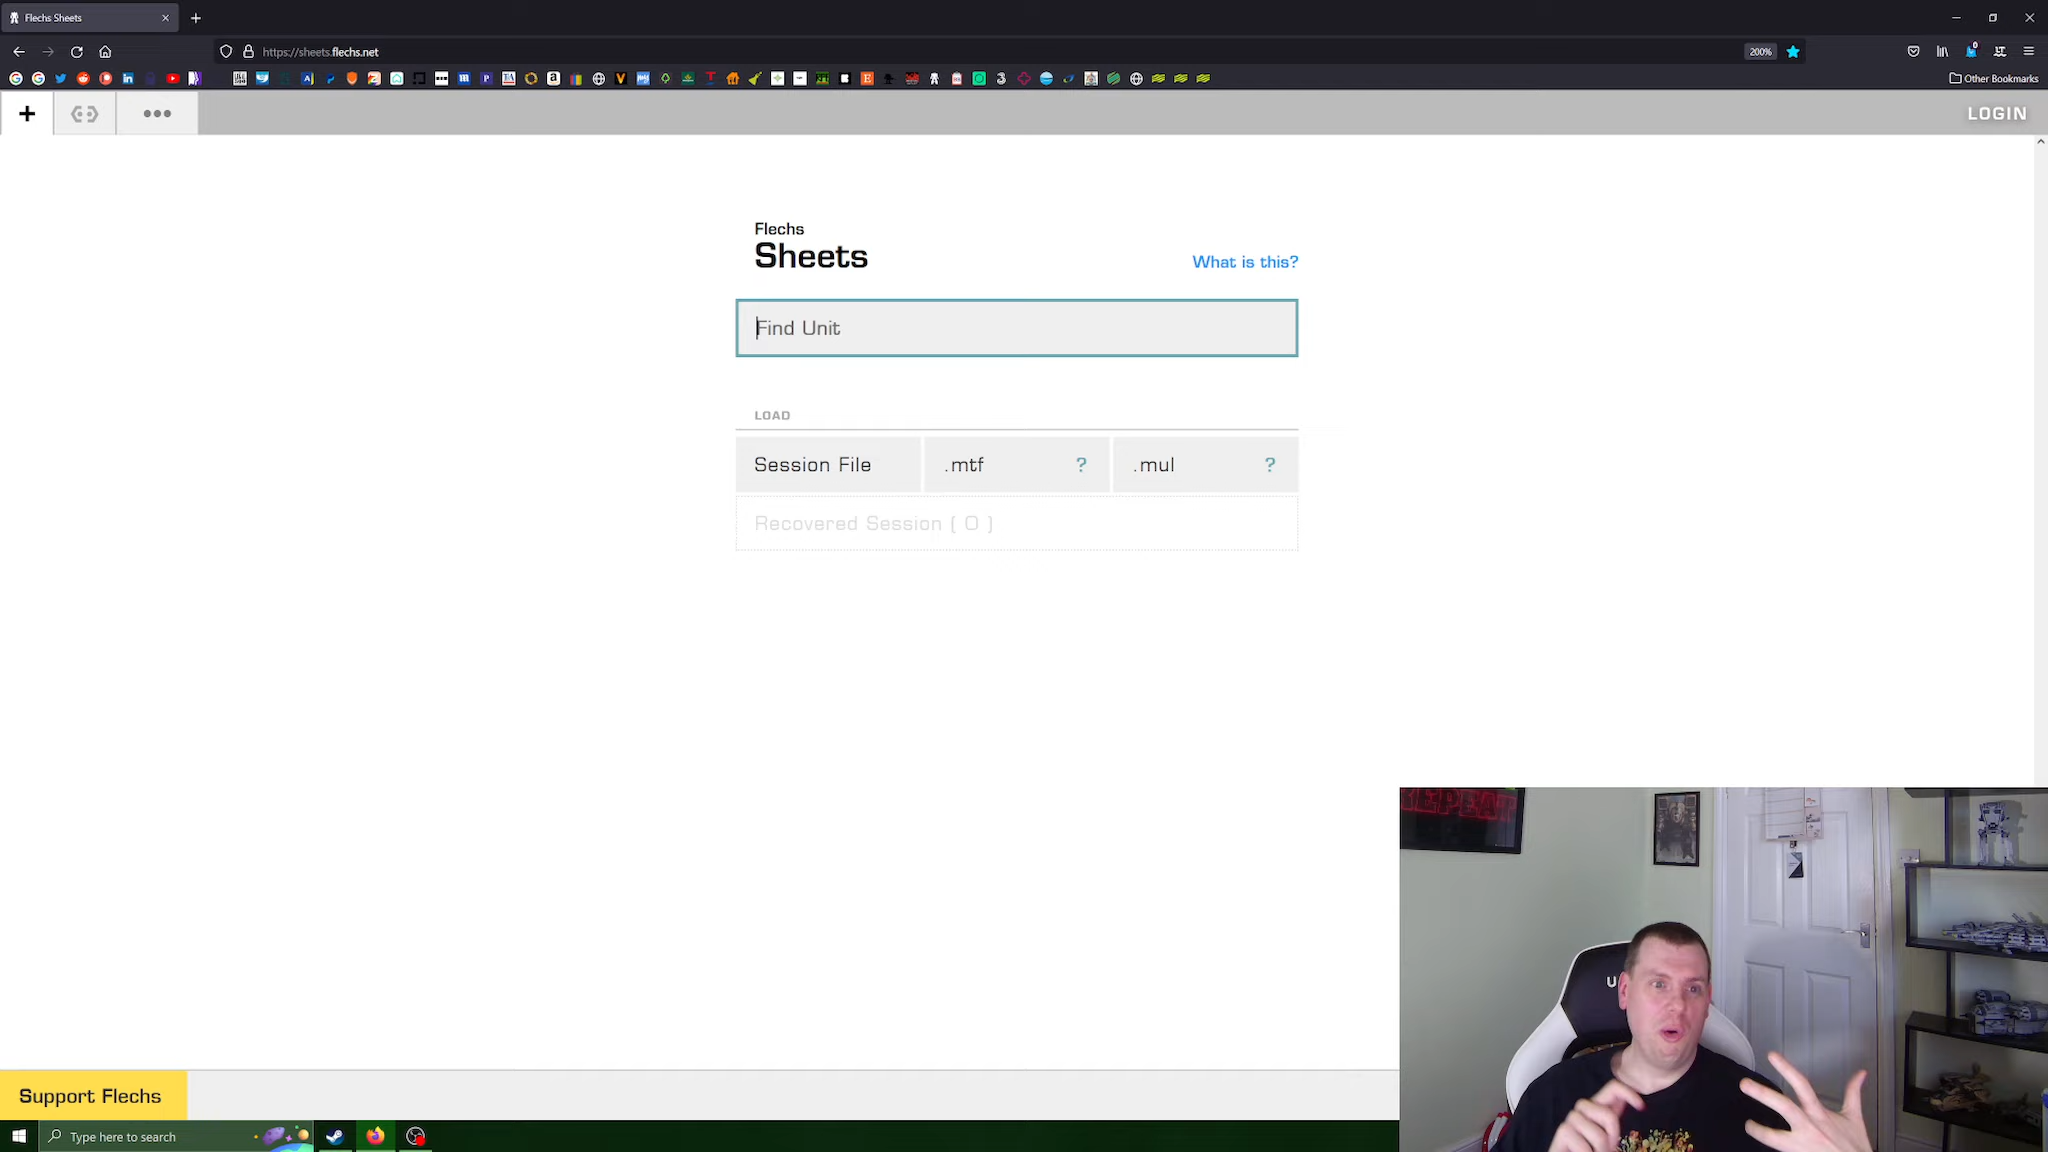 Flechs Sheets
https://sheets.flechs.net
200%
Other Bookmarks
LOGIN
Flechs
Sheets
What is this?
Find Unit
LOAD
Session File
.mtf
?
.mul
?
Recovered Session ( 0 )
REPEAT
Support Flechs
Type here to search